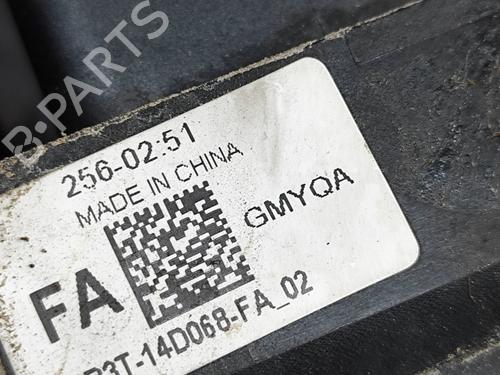 B-PARTS
256-02:51
MADE IN CHINA
GMYQA
FA
3T-14D068-FA_02